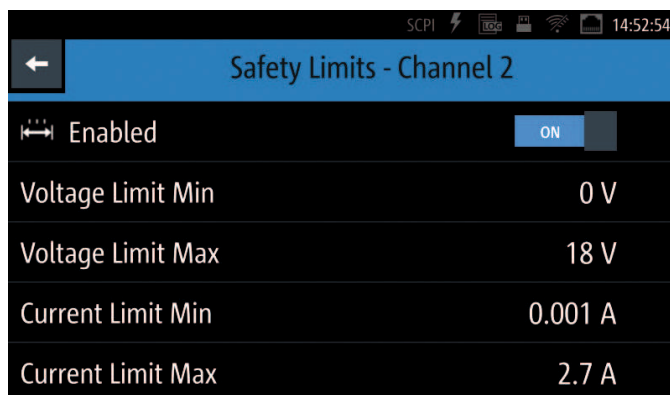 SCPI LOG 14:52:54
Safety Limits - Channel 2
Enabled ON
Voltage Limit Min 0 V
Voltage Limit Max 18 V
Current Limit Min 0.001 A
Current Limit Max 2.7 A